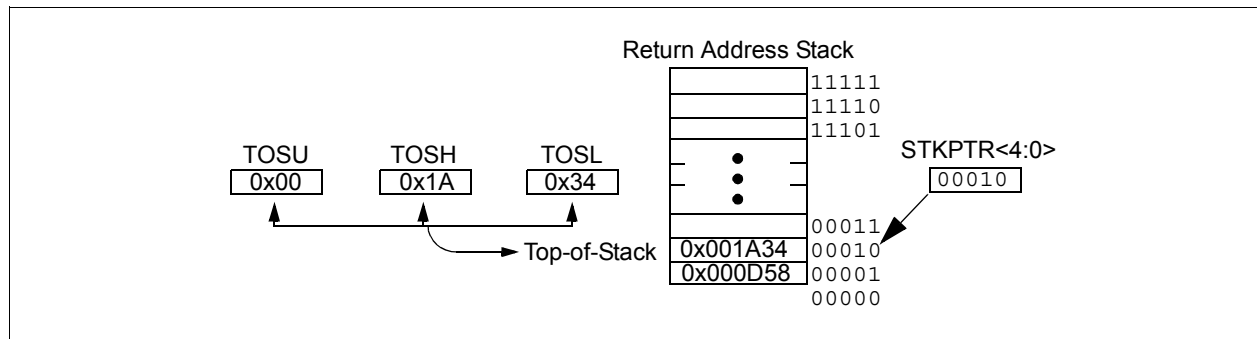 Return Address Stack
11111
11110
11101
TOSU TOSH TOSL STKPTR<4:0>
0x00 0x1A 0x34 00010
00011
Top-of-Stack 0x001A34 00010
0x000D58 00001
00000